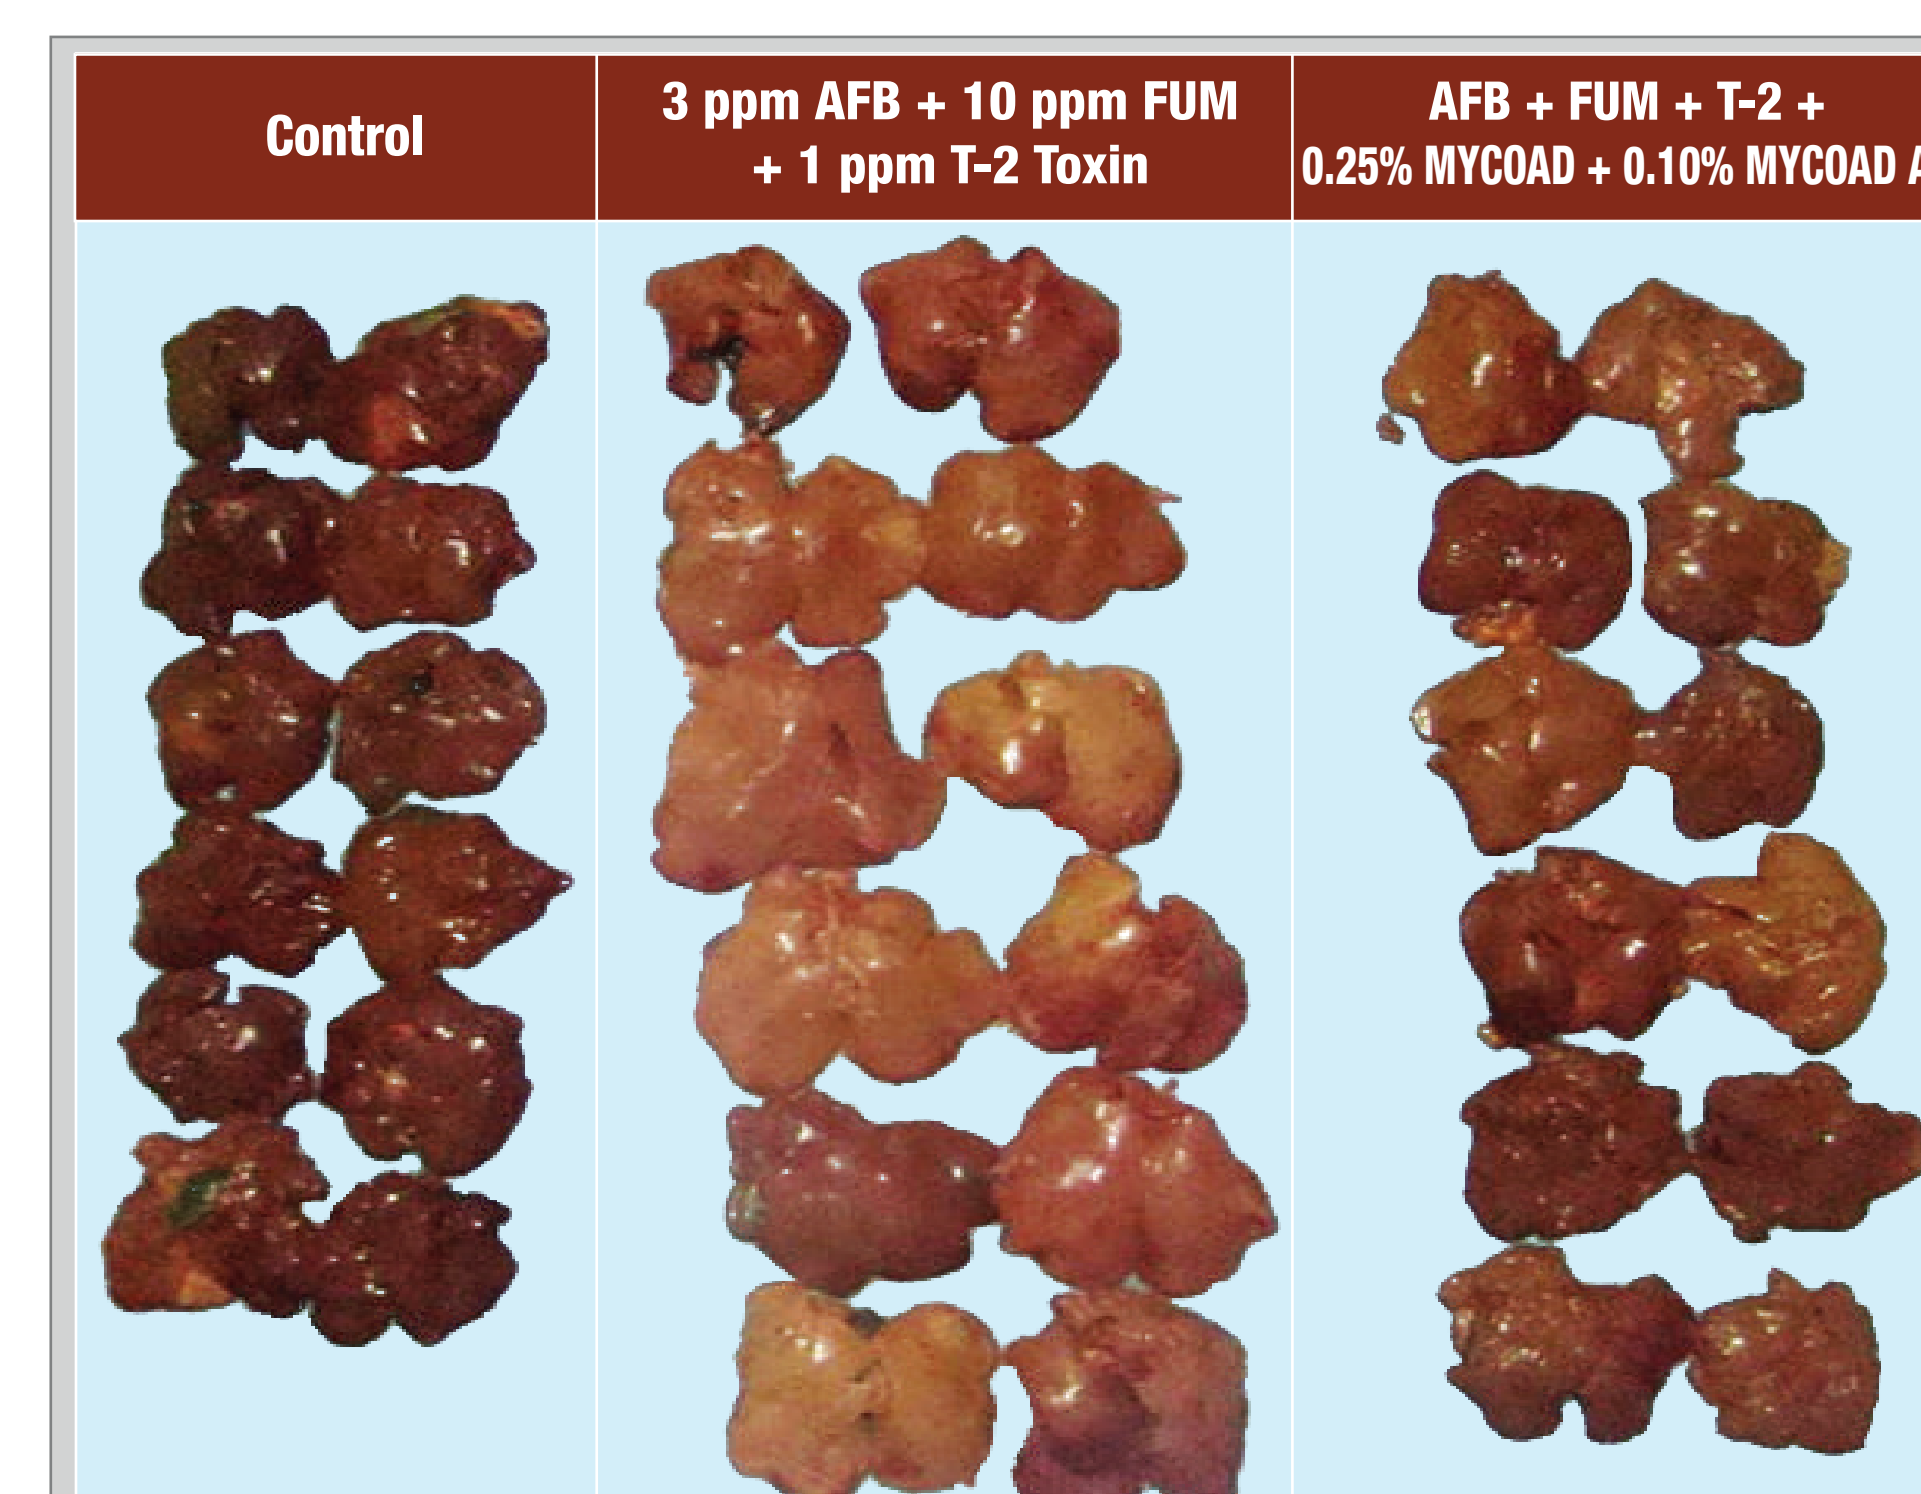 Control
3 ppm AFB + 10 ppm FUM
+ 1 ppm T-2 Toxin
AFB + FUM + T-2 +
0.25% MYCOAD + 0.10% MYCOAD